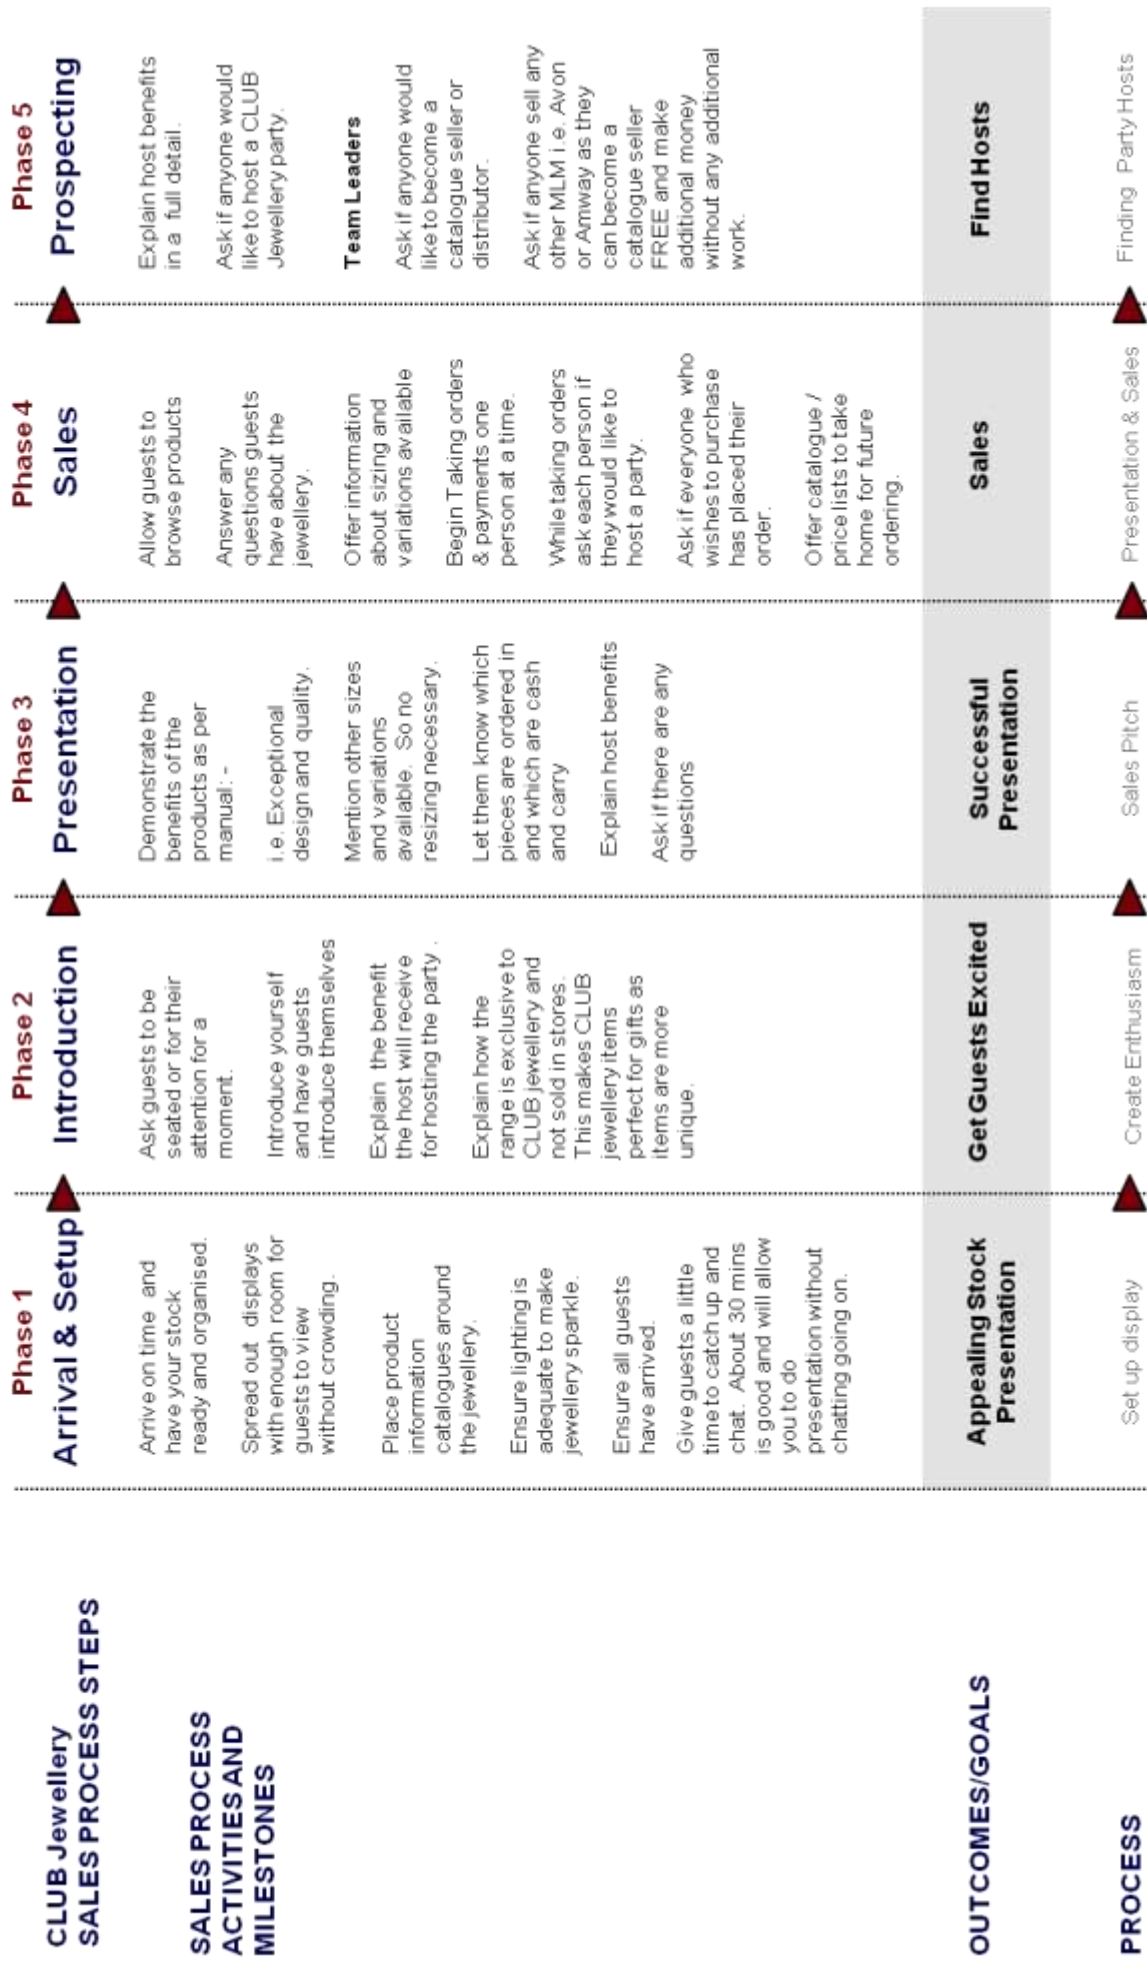 CLUB Jewellery
SALES PROCESS STEPS
Phase 1
Arrival & Setup
Phase 2
Introduction
Phase 3
Presentation
Phase 4
Sales
Phase 5
Prospecting
SALES PROCESS
ACTIVITIES AND
MILESTONES
Arrive on time and
have your stock
ready and organised.
Spread out displays
with enough room for
guests to view
without crowding.
Place product
information
catalogues around
the jewellery.
Ensure lighting is
adequate to make
jewellery sparkle.
Ensure all guests
have arrived.
Give guests a little
time to catch up and
chat. About 30 mins
is good and will allow
you to do
presentation without
chatting going on.
Ask guests to be
seated or for their
attention for a
moment.
Introduce yourself
and have guests
introduce themselves
Explain the benefit
the host will receive
for hosting the party .
Explain how the
range is exclusive to
CLUB jewellery and
not sold in stores.
This makes CLUB
jewellery items
perfect for gifts as
items are more
unique.
Demonstrate the
benefits of the
products as per
manual: -
i.e. Exceptional
design and quality.
Mention other sizes
and variations
available. So no
resizing necessary.
Let them know which
pieces are ordered in
and which are cash
and carry
Explain host benefits
Ask if there are any
questions
Allow guests to
browse products
Answer any
questions guests
have about the
jewellery.
Offer information
about sizing and
variations available
Begin Taking orders
& payments one
person at a time.
While taking orders
ask each person if
they would like to
host a party.
Ask if everyone who
wishes to purchase
has placed their
order.
Offer catalogue /
price lists to take
home for future
ordering.
Explain host benefits
in a full detail.
Ask if anyone would
like to host a CLUB
Jewellery party.
Team Leaders
Ask if anyone would
like to become a
catalogue seller or
distributor.
Ask if anyone sell any
other MLM i.e. Avon
or Amway as they
can become a
catalogue seller
FREE and make
additional money
without any additional
work.
OUTCOMES/GOALS
Appealing Stock
Presentation
Get Guests Excited
Successful
Presentation
Sales
Find Hosts
PROCESS
Set up display
Create Enthusiasm
Sales Pitch
Presentation & Sales
Finding Party Hosts